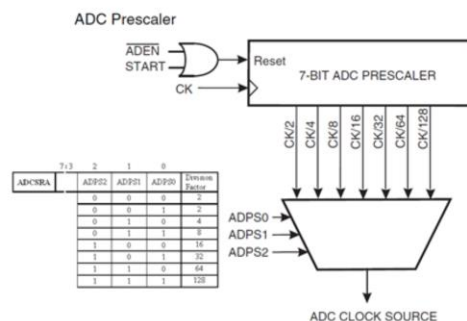 ADC Prescaler
ADEN
START
Reset
CK
7-BIT ADC PRESCALER
CK/2
CK/4
CK/8
CK/16
CK/32
CK/64
CK/128
7:3 2 1 0
ADCSRA ADPS2 ADPS1 ADPS0 Division Factor
0 0 0 2
0 0 1 2
0 1 0 4
0 1 1 8
1 0 0 16
1 0 1 32
1 1 0 64
1 1 1 128
ADPS0
ADPS1
ADPS2
ADC CLOCK SOURCE